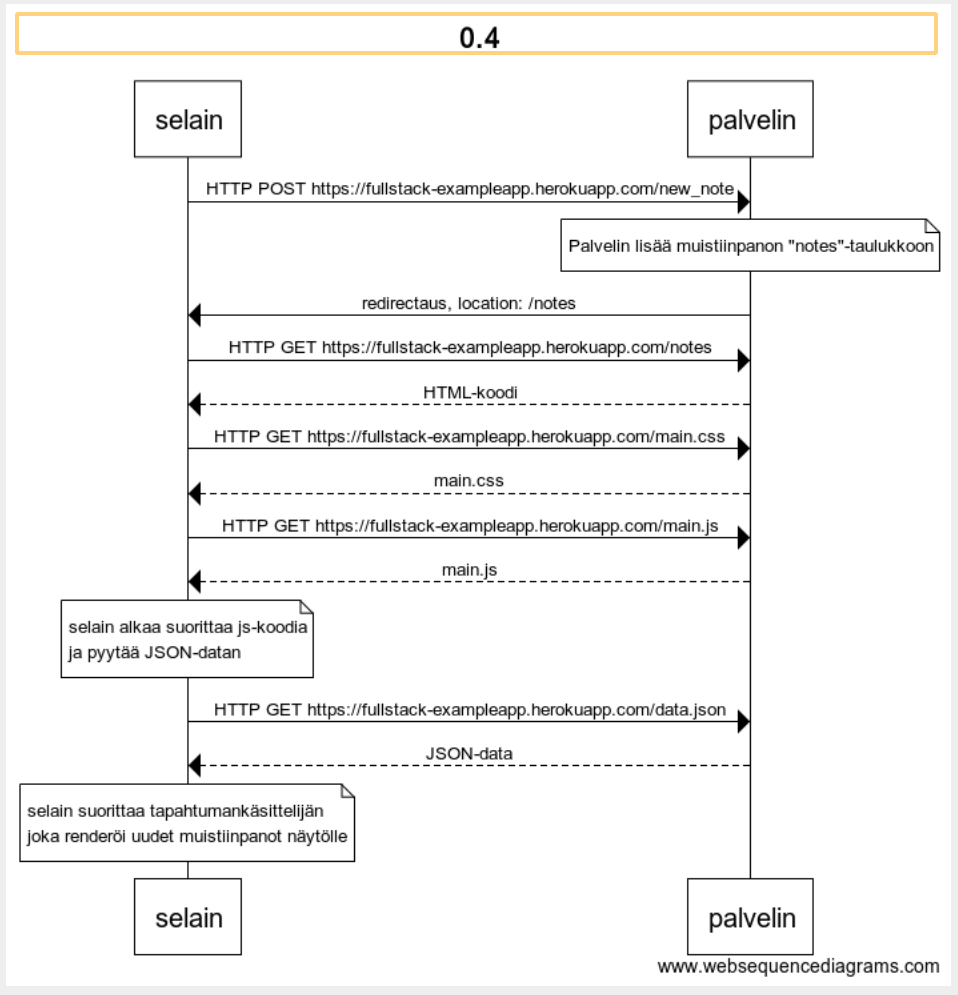 0.4
selain
palvelin
HTTP POST https://fullstack-exampleapp.herokuapp.com/new_note
Palvelin lisää muistiinpanon "notes"-taulukkoon
redirectaus, location: /notes
HTTP GET https://fullstack-exampleapp.herokuapp.com/notes
HTML-koodi
HTTP GET https://fullstack-exampleapp.herokuapp.com/main.css
main.css
HTTP GET https://fullstack-exampleapp.herokuapp.com/main.js
main.js
selain alkaa suorittaa js-koodia
ja pyytää JSON-datan
HTTP GET https://fullstack-exampleapp.herokuapp.com/data.json
JSON-data
selain suorittaa tapahtumankäsittelijän
joka renderöi uudet muistiinpanot näytölle
selain
palvelin
www.websequencediagrams.com